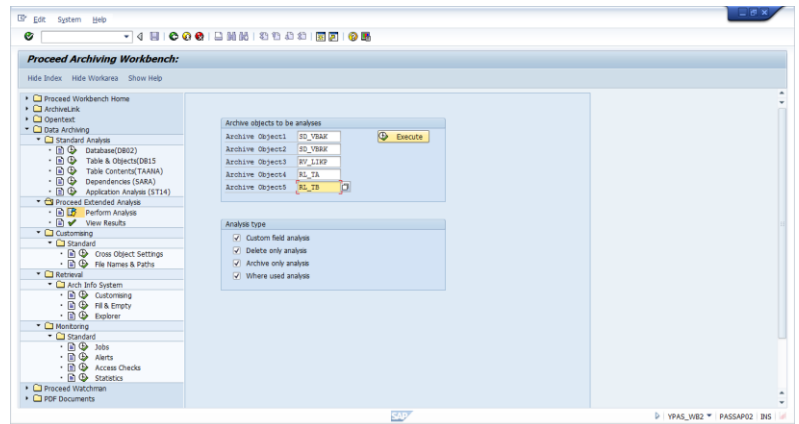 Edit System Help
Proceed Archiving Workbench:
Hide Index Hide Workarea Show Help
Proceed Workbench Home
ArchiveLink
Opentext
Data Archiving
Standard Analysis
Database(DB02)
Table & Objects(DB15
Table Contents(TAANA)
Dependencies (SARA)
Application Analysis (ST14)
Proceed Extended Analysis
Perform Analysis
View Results
Customising
Standard
Cross Object Settings
File Names & Paths
Retrieval
Arch Info System
Customising
Fill & Empty
Explorer
Monitoring
Standard
Jobs
Alerts
Access Checks
Statistics
Proceed Watchman
PDF Documents
Archive objects to be analyses
Archive Object1 SD_VBAK Execute
Archive Object2 SD_VBRK
Archive Object3 RV_LIKP
Archive Object4 RL_TA
Archive Object5 RL_TB
Analysis type
Custom field analysis
Delete only analysis
Archive only analysis
Where used analysis
SAP
YPAS_WB2 PASSAP02 INS